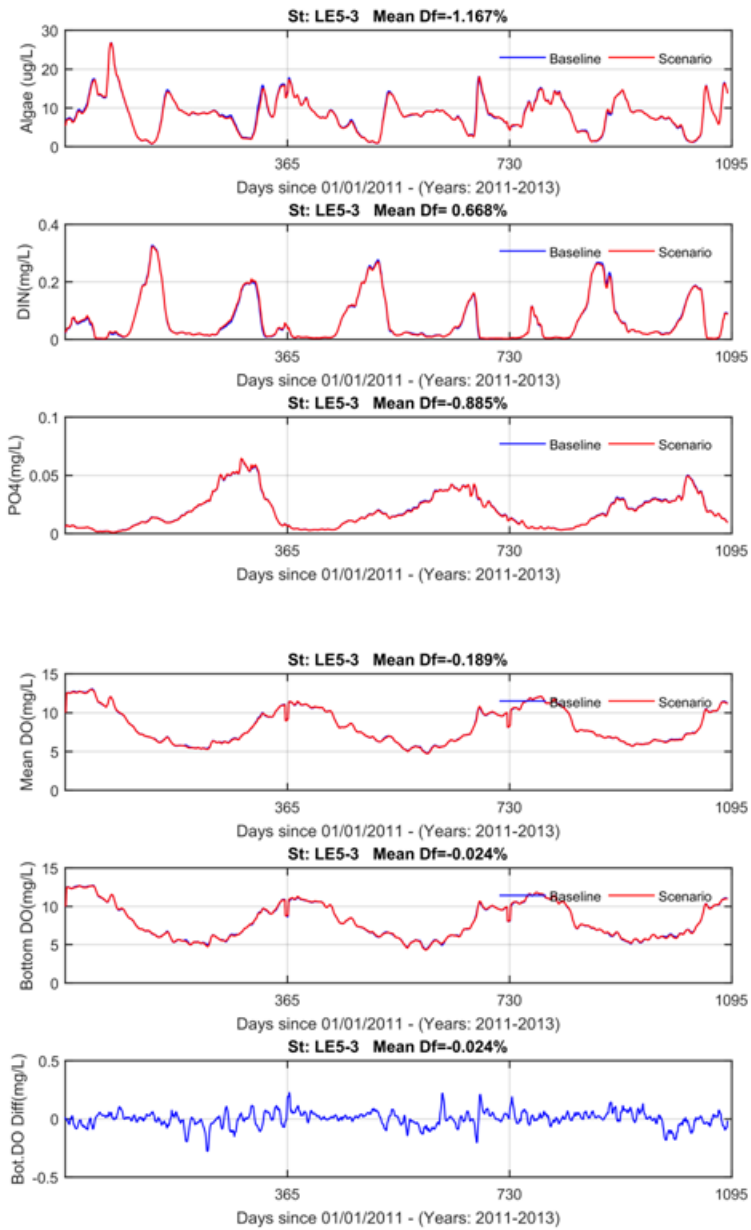 St: LE5-3 Mean Df=-1.167%
Algae (ug/L)
30
20
10
0
Baseline
Scenario
365
730
1095
Days since 01/01/2011 - (Years: 2011-2013)
St: LE5-3 Mean Df= 0.668%
DIN(mg/L)
0.4
0.2
0
Baseline
Scenario
365
730
1095
Days since 01/01/2011 - (Years: 2011-2013)
St: LE5-3 Mean Df=-0.885%
PO4(mg/L)
0.1
0.05
0
Baseline
Scenario
365
730
1095
Days since 01/01/2011 - (Years: 2011-2013)
St: LE5-3 Mean Df=-0.189%
Mean DO(mg/L)
15
10
5
0
Baseline
Scenario
365
730
1095
Days since 01/01/2011 - (Years: 2011-2013)
St: LE5-3 Mean Df=-0.024%
Bottom DO(mg/L)
15
10
5
0
Baseline
Scenario
365
730
1095
Days since 01/01/2011 - (Years: 2011-2013)
St: LE5-3 Mean Df=-0.024%
Bot.DO Diff(mg/L)
0.5
0
-0.5
365
730
1095
Days since 01/01/2011 - (Years: 2011-2013)